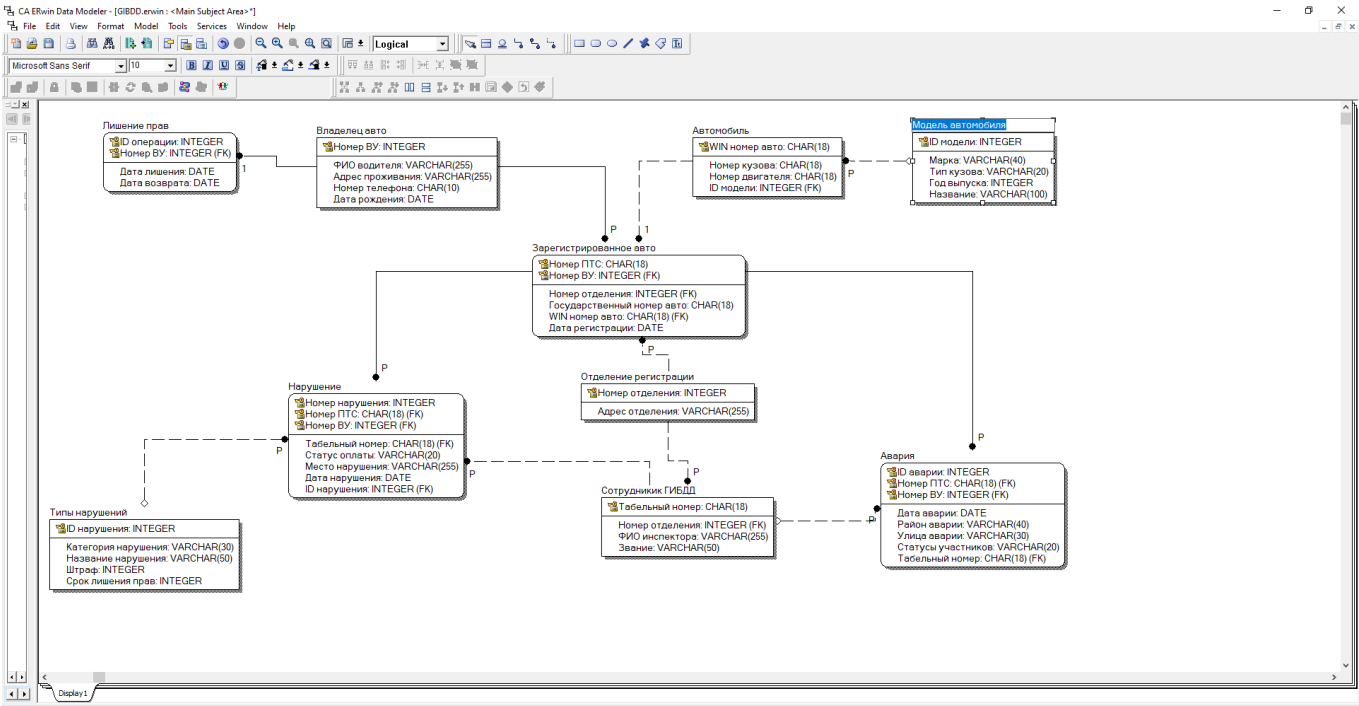 CA ERwin Data Modeler - [GIBDD.erwin : <Main Subject Area>*]
File Edit View Format Model Tools Services Window Help
Logical
Microsoft Sans Serif 10 B I U S
Лишение прав
ID операции: INTEGER
Номер ВУ: INTEGER (FK)
Дата лишения: DATE
Дата возврата: DATE
1
Владелец авто
Номер ВУ: INTEGER
ФИО водителя: VARCHAR(255)
Адрес проживания: VARCHAR(255)
Номер телефона: CHAR(10)
Дата рождения: DATE
Автомобиль
WIN номер авто: CHAR(18)
Номер кузова: CHAR(18)
Номер двигателя: CHAR(18)
ID модели: INTEGER (FK)
P
Модель автомобиля
ID модели: INTEGER
Марка: VARCHAR(40)
Тип кузова: VARCHAR(20)
Год выпуска: INTEGER
Название: VARCHAR(100)
P
1
Зарегистрированное авто
Номер ПТС: CHAR(18)
Номер ВУ: INTEGER (FK)
Номер отделения: INTEGER (FK)
Государственный номер авто: CHAR(18)
WIN номер авто: CHAR(18) (FK)
Дата регистрации: DATE
P
P
Отделение регистрации
Номер отделения: INTEGER
Адрес отделения: VARCHAR(255)
Нарушение
Номер нарушения: INTEGER
Номер ПТС: CHAR(18) (FK)
Номер ВУ: INTEGER (FK)
Табельный номер: CHAR(18) (FK)
Статус оплаты: VARCHAR(20)
Место нарушения: VARCHAR(255)
Дата нарушения: DATE
ID нарушения: INTEGER (FK)
P
P
P
P
Авария
ID аварии: INTEGER
Номер ПТС: CHAR(18) (FK)
Номер ВУ: INTEGER (FK)
Дата аварии: DATE
Район аварии: VARCHAR(40)
Улица аварии: VARCHAR(30)
Статусы участников: VARCHAR(20)
Табельный номер: CHAR(18) (FK)
P
Сотрудникик ГИБДД
Табельный номер: CHAR(18)
Номер отделения: INTEGER (FK)
ФИО инспектора: VARCHAR(255)
Звание: VARCHAR(50)
Типы нарушений
ID нарушения: INTEGER
Категория нарушения: VARCHAR(30)
Название нарушения: VARCHAR(50)
Штраф: INTEGER
Срок лишения прав: INTEGER
Display1